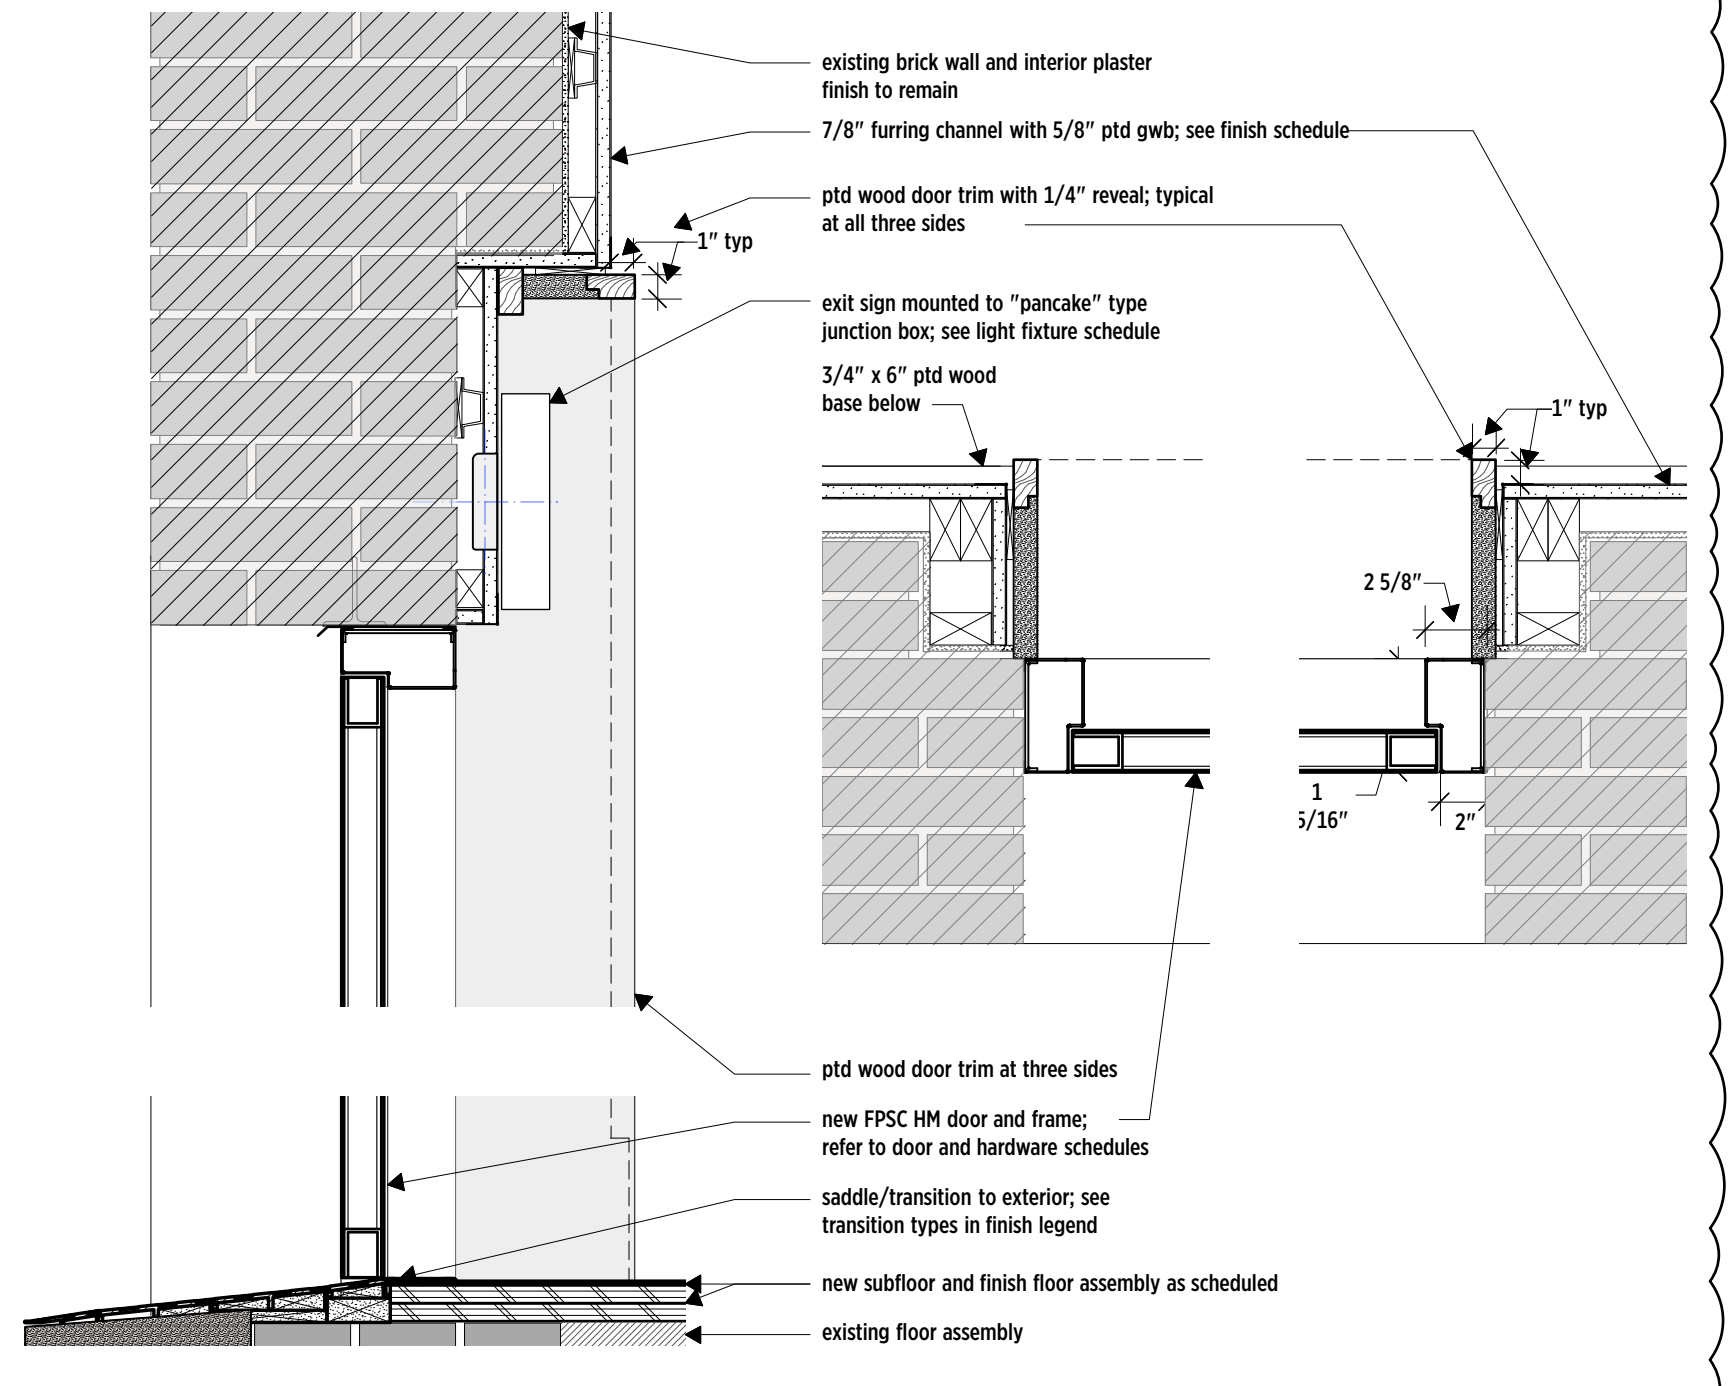 existing brick wall and interior plaster
finish to remain
7/8" furring channel with 5/8" ptd gwb; see finish schedule
ptd wood door trim with 1/4" reveal; typical
at all three sides
1" typ
exit sign mounted to "pancake" type
junction box; see light fixture schedule
3/4" x 6" ptd wood
base below
1" typ
2 5/8"
1
5/16"
2"
ptd wood door trim at three sides
new FPSC HM door and frame;
refer to door and hardware schedules
saddle/transition to exterior; see
transition types in finish legend
new subfloor and finish floor assembly as scheduled
existing floor assembly